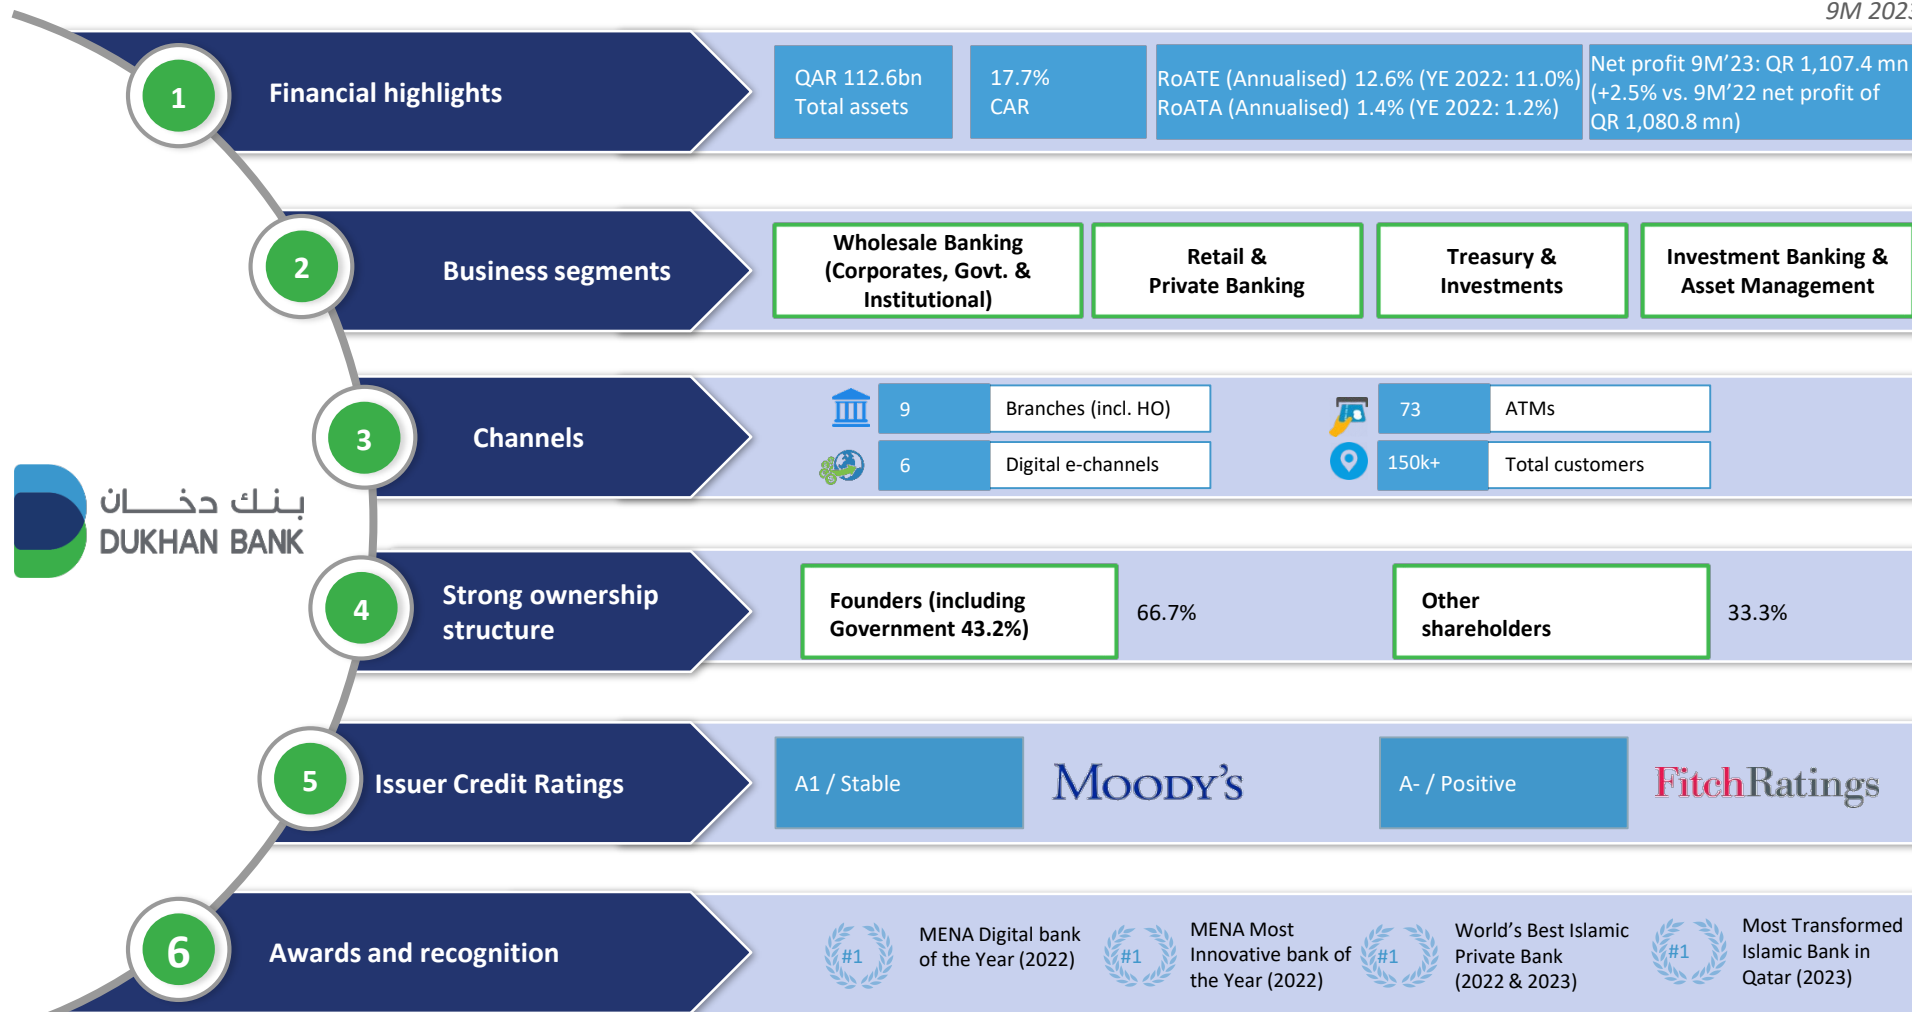 9M 2023
1
Financial highlights
QAR 112.6bn
Total assets
17.7%
CAR
RoATE (Annualised) 12.6% (YE 2022: 11.0%)
RoATA (Annualised) 1.4% (YE 2022: 1.2%)
Net profit 9M’23: QR 1,107.4 mn
(+2.5% vs. 9M’22 net profit of
QR 1,080.8 mn)
2
Business segments
Wholesale Banking
(Corporates, Govt. &
Institutional)
Retail &
Private Banking
Treasury &
Investments
Investment Banking &
Asset Management
3
Channels
9
Branches (incl. HO)
73
ATMs
6
Digital e-channels
150k+
Total customers
بنك دخان
DUKHAN BANK
4
Strong ownership
structure
Founders (including
Government 43.2%)
66.7%
Other
shareholders
33.3%
5
Issuer Credit Ratings
A1 / Stable
MOODY’S
A- / Positive
FitchRatings
6
Awards and recognition
#1
MENA Digital bank
of the Year (2022)
#1
MENA Most
Innovative bank of
the Year (2022)
#1
World’s Best Islamic
Private Bank
(2022 & 2023)
#1
Most Transformed
Islamic Bank in
Qatar (2023)